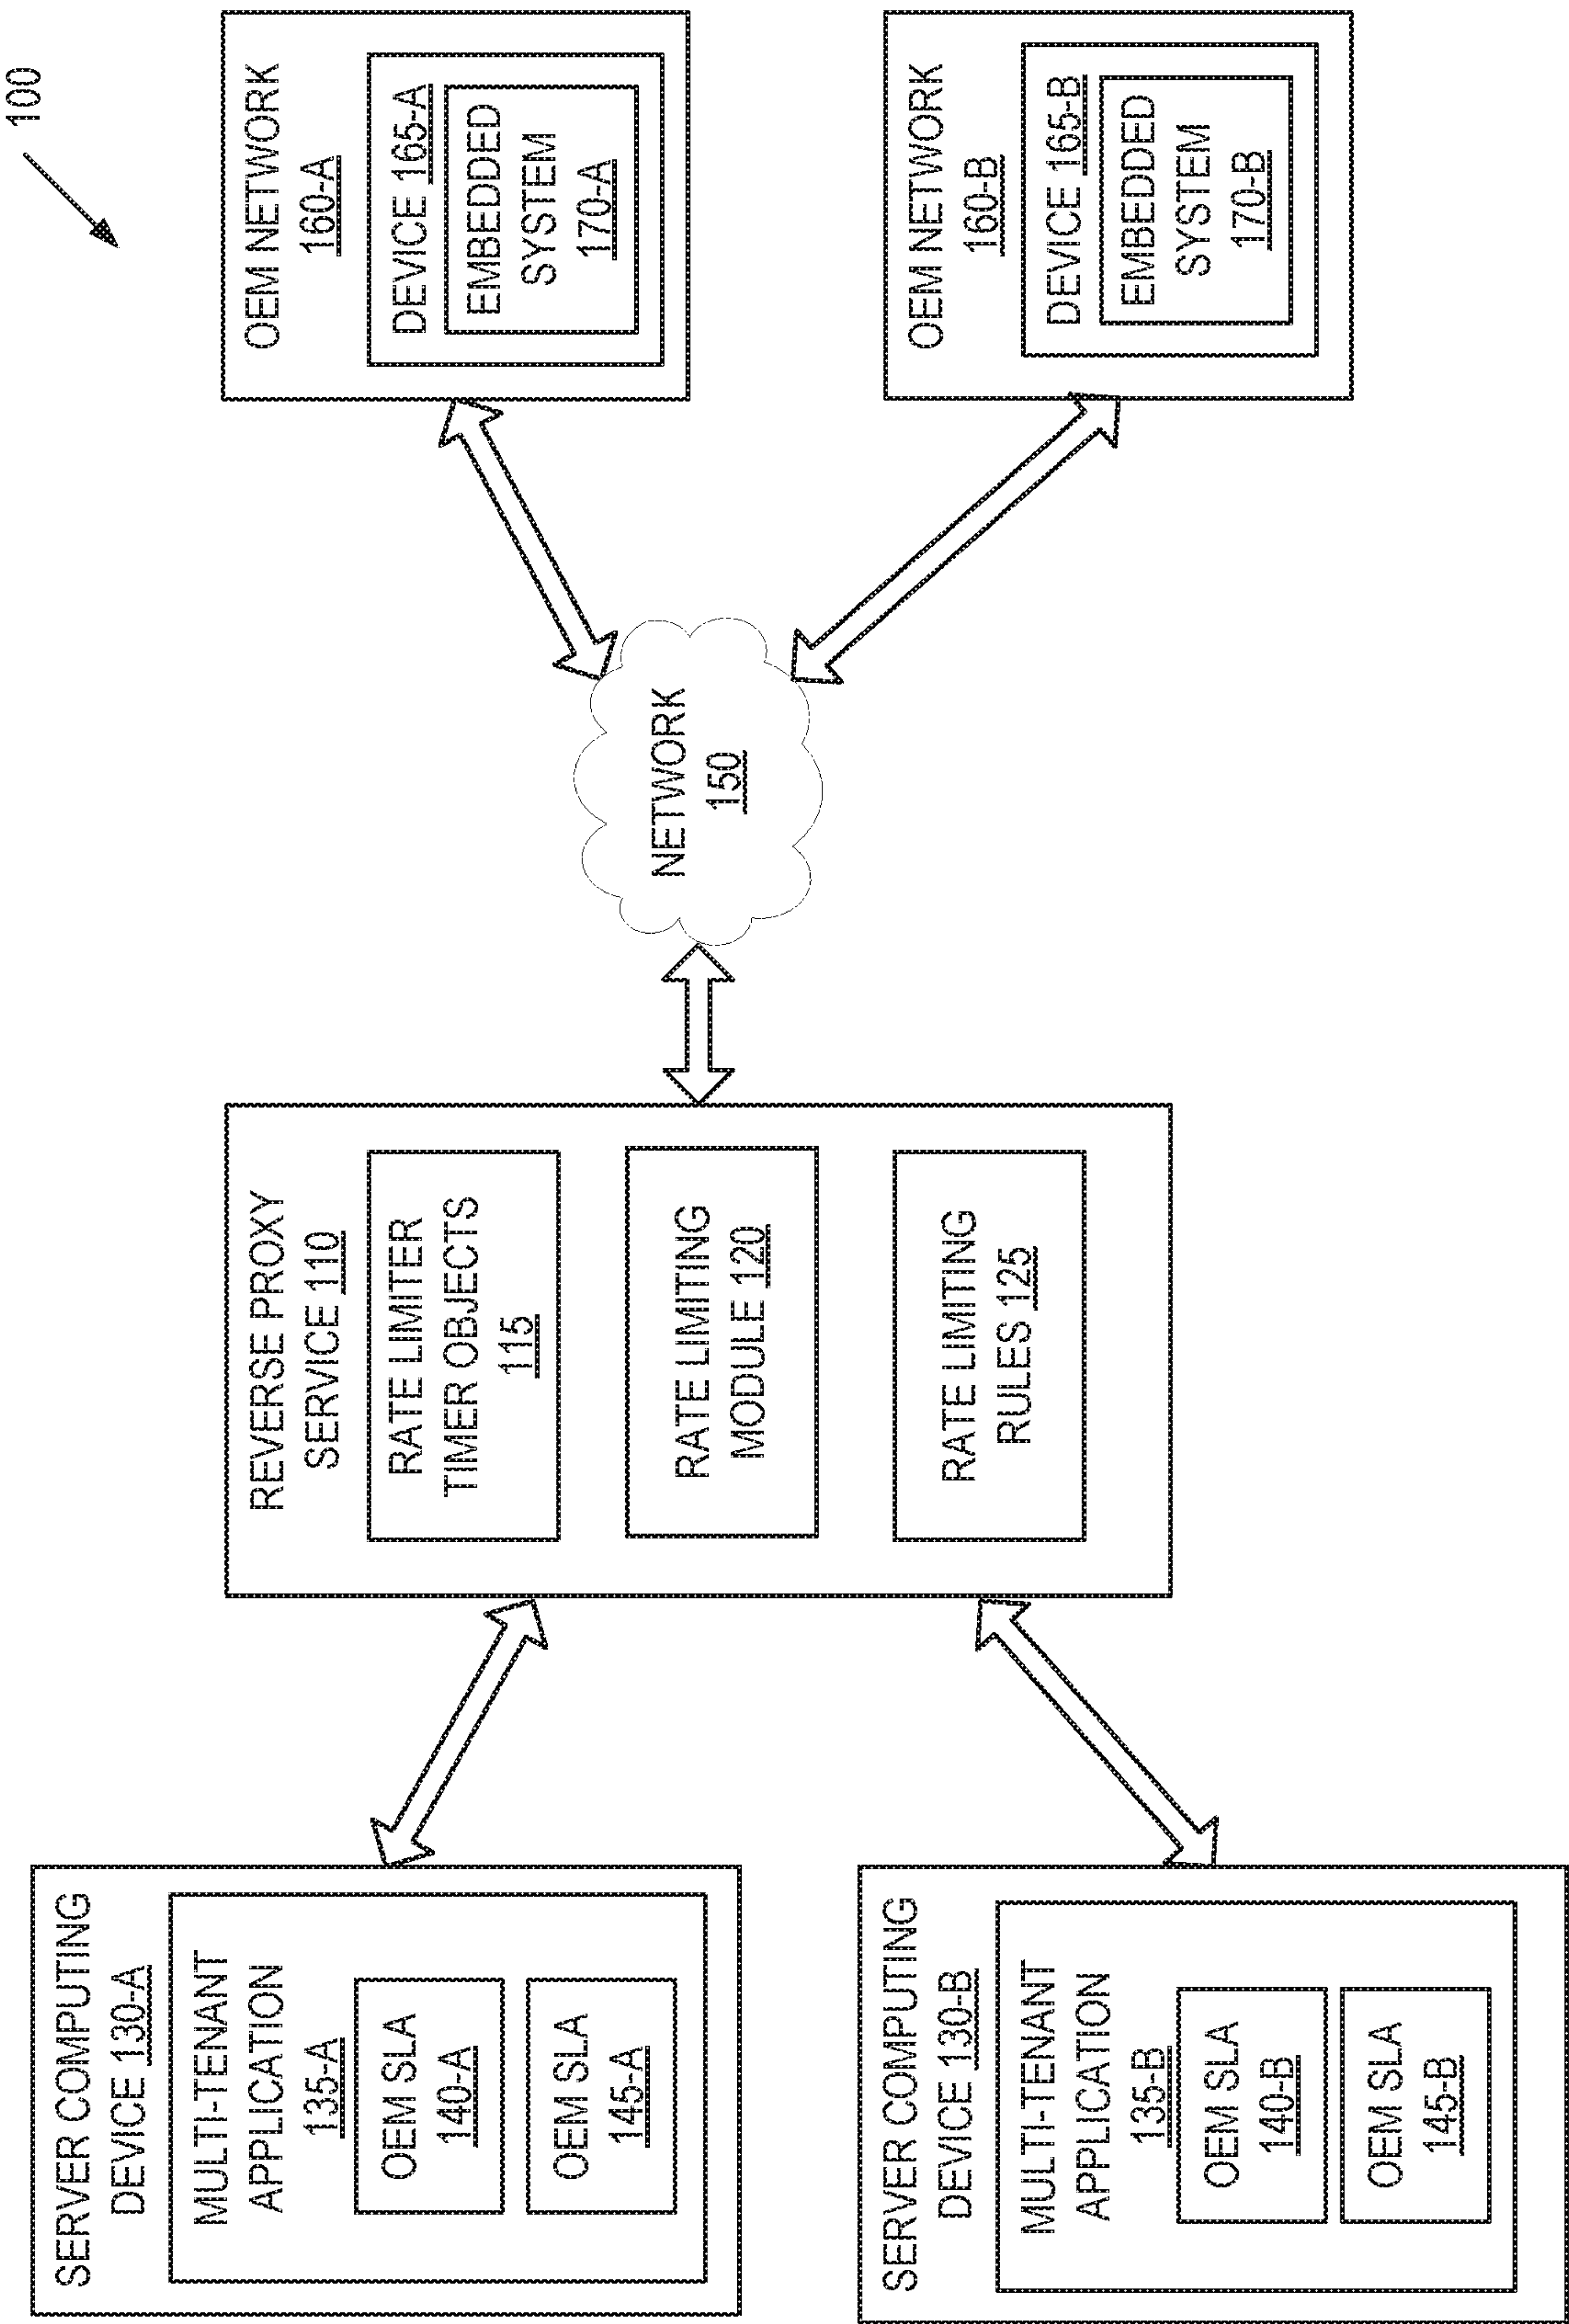 100
SERVER COMPUTING
DEVICE 130-A
MULTI-TENANT
APPLICATION
135-A
OEM SLA
140-A
OEM SLA
145-A
SERVER COMPUTING
DEVICE 130-B
MULTI-TENANT
APPLICATION
135-B
OEM SLA
140-B
OEM SLA
145-B
REVERSE PROXY
SERVICE 110
RATE LIMITER
TIMER OBJECTS
115
RATE LIMITING
MODULE 120
RATE LIMITING
RULES 125
NETWORK
150
OEM NETWORK
160-A
DEVICE 165-A
EMBEDDED
SYSTEM
170-A
OEM NETWORK
160-B
DEVICE 165-B
EMBEDDED
SYSTEM
170-B